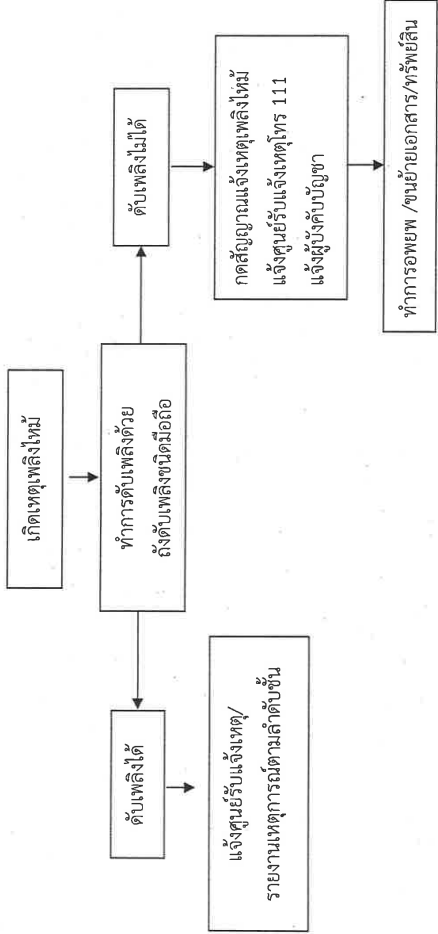 เกิดเหตุเพลิงไหม้
ทำการดับเพลิงด้วย
ถังดับเพลิงชนิดมือถือ
ดับเพลิงได้
ดับเพลิงไม่ได้
แจ้งศูนย์รับแจ้งเหตุ/
รายงานเหตุการณ์ตามลำดับชั้น
กดสัญญาณแจ้งเหตุเพลิงไหม้
แจ้งศูนย์รับแจ้งเหตุโทร 111
แจ้งผู้บังคับบัญชา
ทำการอพยพ /ขนย้ายเอกสาร/ทรัพย์สิน